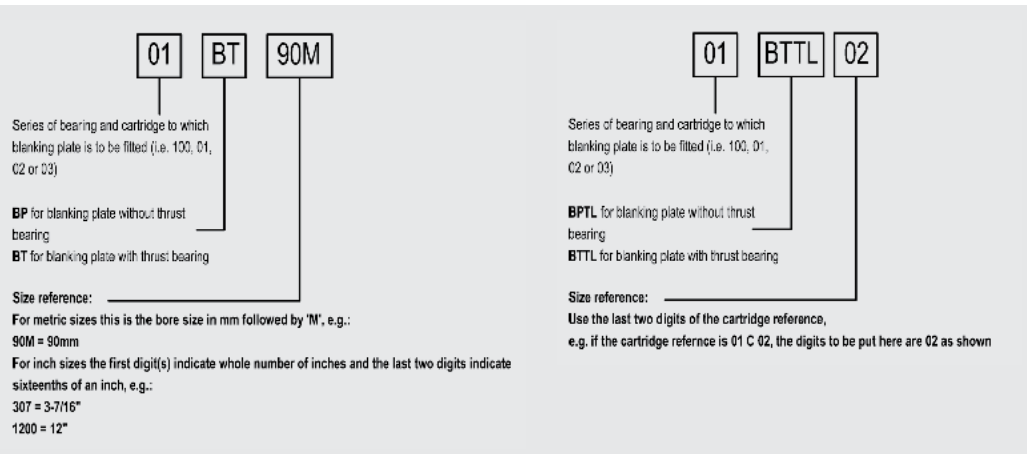 01 BT 90M
Series of bearing and cartridge to which
blanking plate is to be fitted (i.e. 100, 01,
02 or 03)
BP for blanking plate without thrust
bearing
BT for blanking plate with thrust bearing
Size reference:
For metric sizes this is the bore size in mm followed by 'M', e.g.:
90M = 90mm
For inch sizes the first digit(s) indicate whole number of inches and the last two digits indicate
sixteenths of an inch, e.g.:
307 = 3-7/16"
1200 = 12"
01 BTTL 02
Series of bearing and cartridge to which
blanking plate is to be fitted (i.e. 100, 01,
02 or 03)
BPTL for blanking plate without thrust
bearing
BTTL for blanking plate with thrust bearing
Size reference:
Use the last two digits of the cartridge reference,
e.g. if the cartridge refernce is 01 C 02, the digits to be put here are 02 as shown